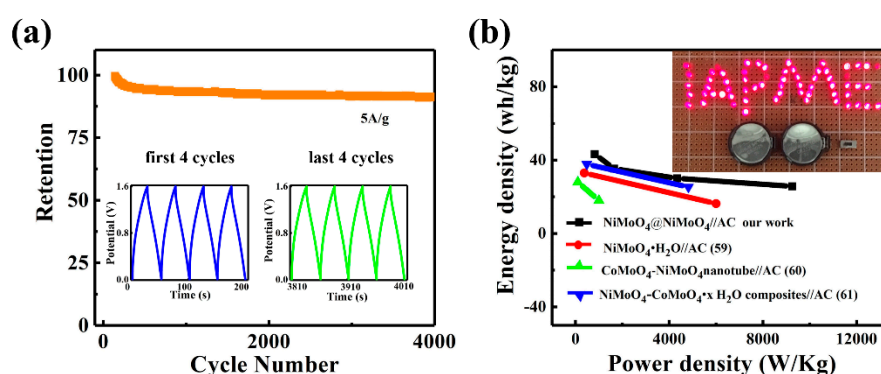 (a)
100
75
50
25
0
Retention
5A/g
first 4 cycles
last 4 cycles
1.6
0.8
0.0
Potential (V)
0
100
200
Time (s)
1.6
0.8
0.0
Potential (V)
3810
3910
4010
Time (s)
0
2000
4000
Cycle Number
(b)
80
40
0
-40
Energy density (wh/kg)
IAPME
NiMoO₄@NiMoO₄//AC our work
NiMoO₄•H₂O//AC (59)
CoMoO₄-NiMoO₄nanotube//AC (60)
NiMoO₄-CoMoO₄•x H₂O composites//AC (61)
0
4000
8000
12000
Power density (W/Kg)